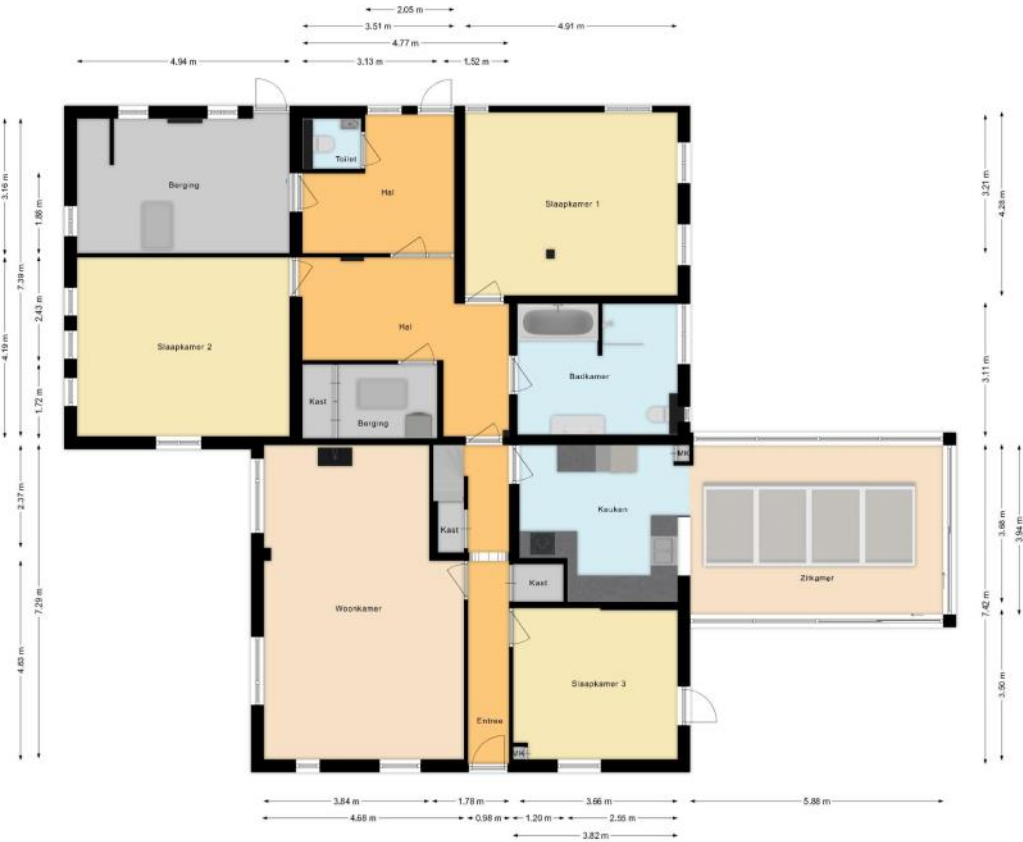 2.05 m
3.51 m
4.91 m
4.77 m
4.94 m
3.13 m
1.52 m
3.16 m
7.39 m
1.88 m
3.21 m
4.28 m
Toilet
Berging
Hal
Slaapkamer 1
4.19 m
2.43 m
Hal
Slaapkamer 2
3.11 m
Badkamer
1.72 m
Kast
Berging
MK
2.37 m
Keuken
3.68 m
3.94 m
Kast
Zitkamer
Kast
7.29 m
Woonkamer
7.42 m
4.83 m
Slaapkamer 3
3.50 m
Entree
MK
3.84 m
1.78 m
3.66 m
5.88 m
4.68 m
0.98 m
1.20 m
2.55 m
3.82 m